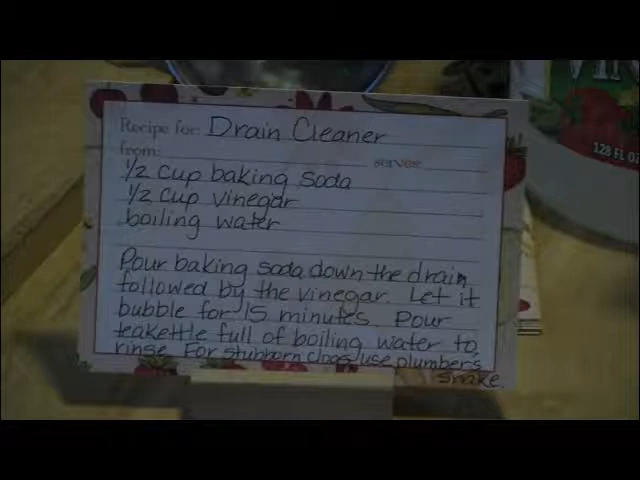 Recipe for: Drain Cleaner
from: serves:
1/2 cup baking soda
1/2 cup vinegar
boiling water
Pour baking soda down the drain
followed by the vinegar. Let it
bubble for 15 minutes. Pour
teakettle full of boiling water to
rinse. For stubborn clogs use plumber's
snake.
VIN
128 FL OZ